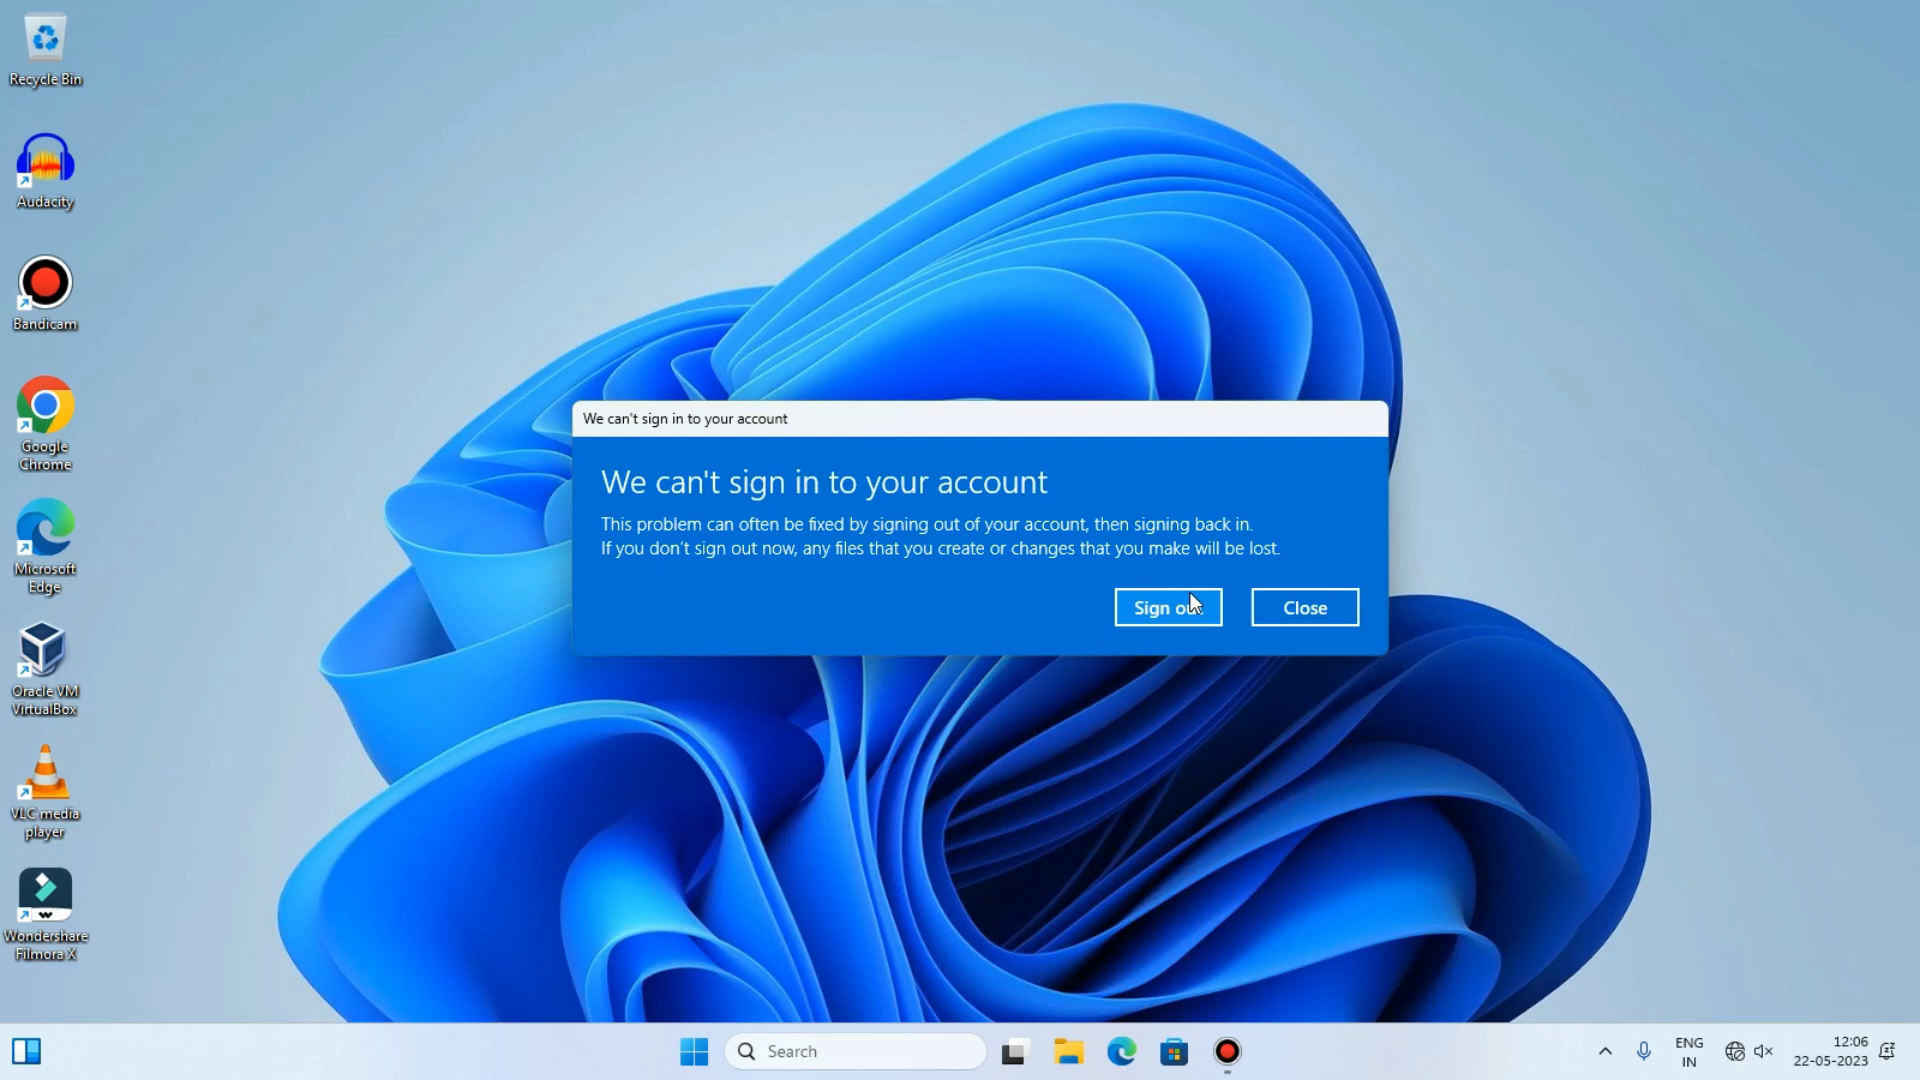 Recycle Bin
Audacity
Bandicam
Google
Chrome
Microsoft
Edge
Oracle VM
VirtualBox
VLC media
player
Wondershare
Filmora X
We can't sign in to your account
We can't sign in to your account
This problem can often be fixed by signing out of your account, then signing back in.
If you don't sign out now, any files that you create or changes that you make will be lost.
Sign out
Close
Search
ENG
IN
12:06
22-05-2023